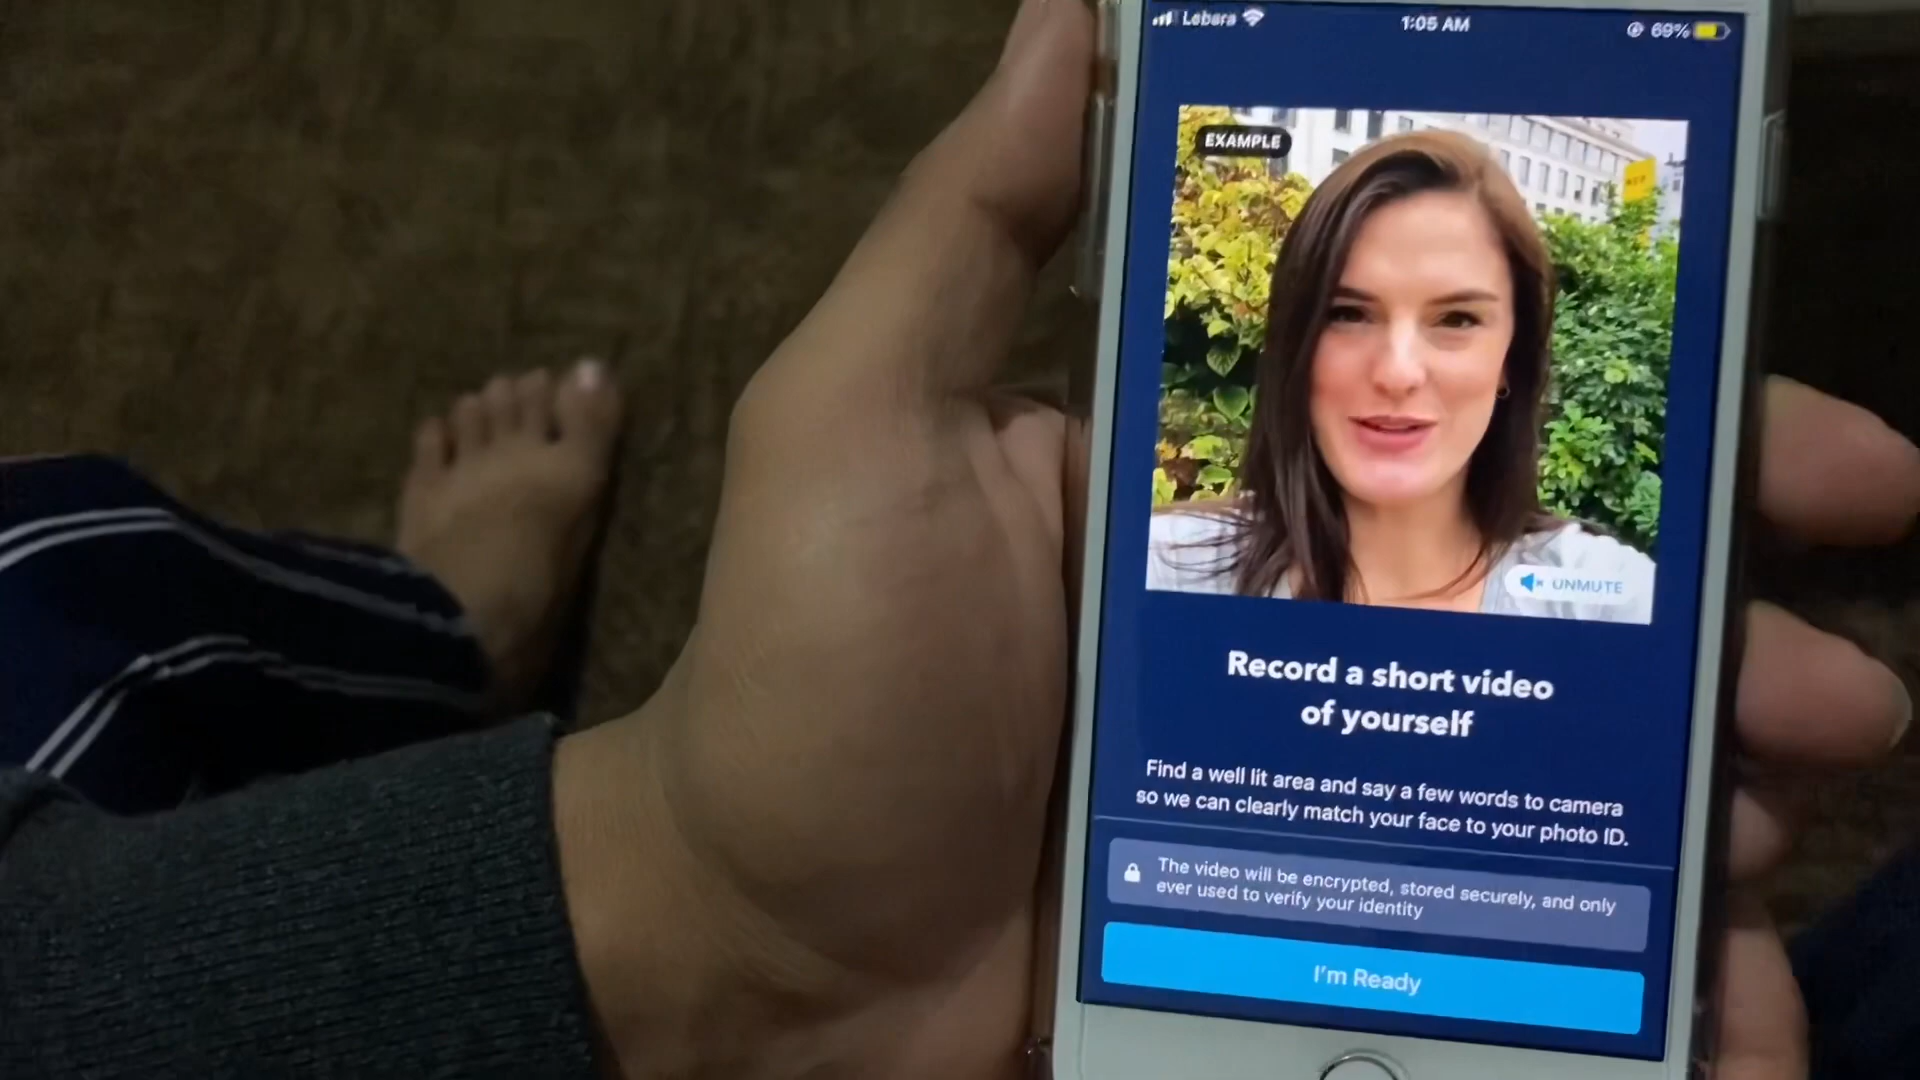 Lebara 1:05 AM 69%
EXAMPLE
UNMUTE
Record a short video
of yourself
Find a well lit area and say a few words to camera
so we can clearly match your face to your photo ID.
The video will be encrypted, stored securely, and only
ever used to verify your identity
I'm Ready